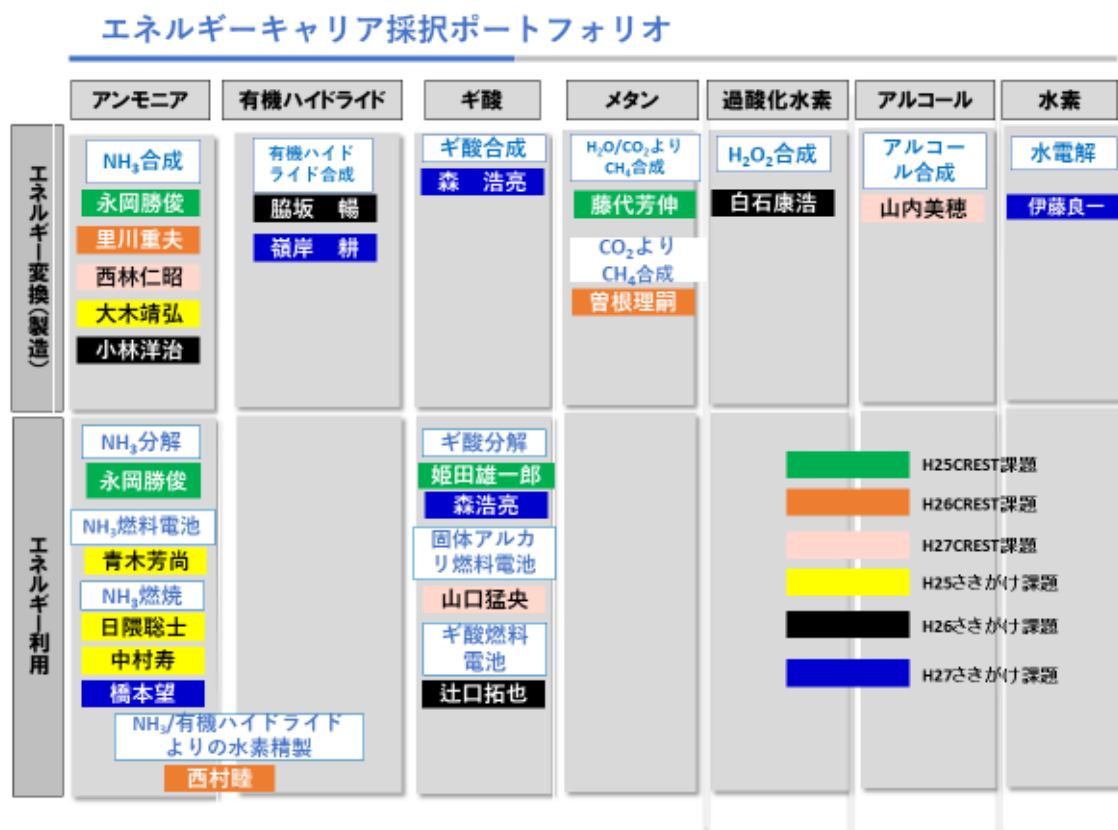 エネルギーキャリア採択ポートフォリオ
アンモニア
有機ハイドライド
ギ酸
メタン
過酸化水素
アルコール
水素
エネルギー変換(製造)
NH₃合成
永岡勝俊
里川重夫
西林仁昭
大木靖弘
小林洋治
有機ハイド
ライド合成
脇坂 暢
嶺岸 耕
ギ酸合成
森 浩亮
H₂O/CO₂より
CH₄合成
藤代芳伸
CO₂より
CH₄合成
曽根理嗣
H₂O₂合成
白石康浩
アルコー
ル合成
山内美穂
水電解
伊藤良一
エネルギー利用
NH₃分解
永岡勝俊
NH₃燃料電池
青木芳尚
NH₃燃焼
日隈聡士
中村寿
橋本望
NH₃/有機ハイドライド
よりの水素精製
西村睦
ギ酸分解
姫田雄一郎
森浩亮
固体アルカ
リ燃料電池
山口猛央
ギ酸燃料
電池
辻口拓也
H25CREST課題
H26CREST課題
H27CREST課題
H25さきがけ課題
H26さきがけ課題
H27さきがけ課題